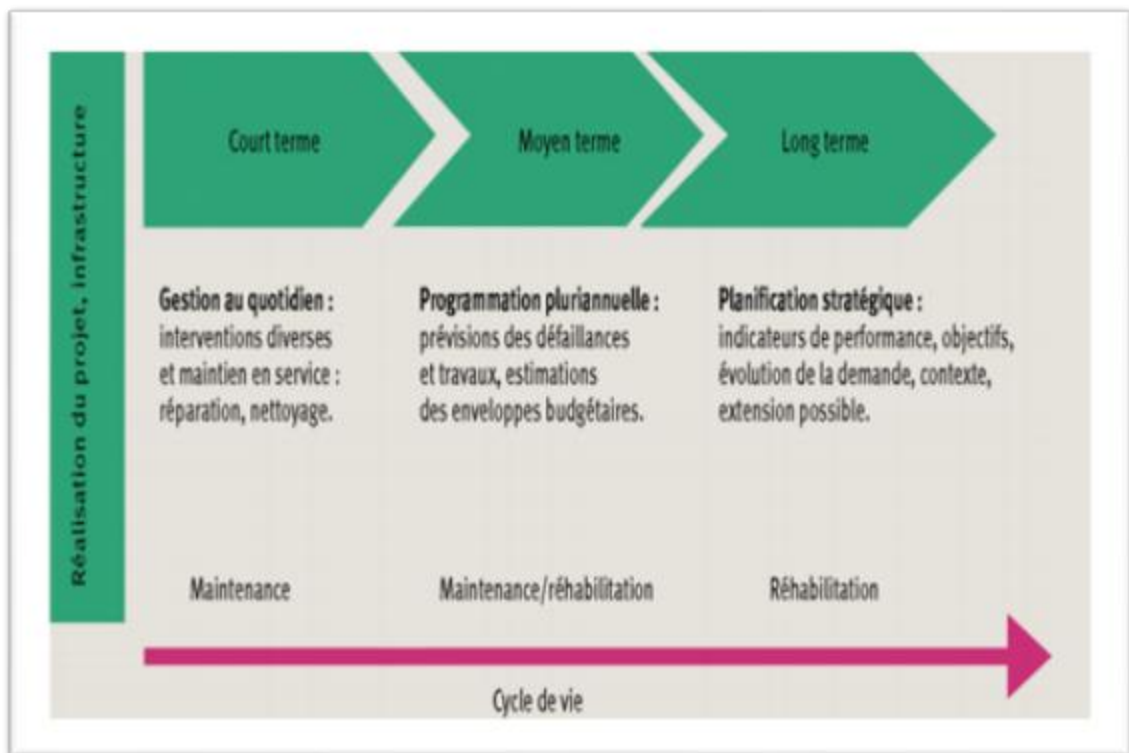 Réalisation du projet, infrastructure
Court terme
Moyen terme
Long terme
Gestion au quotidien :
interventions diverses
et maintien en service :
réparation, nettoyage.
Programmation pluriannuelle :
prévisions des défaillances
et travaux, estimations
des enveloppes budgétaires.
Planification stratégique :
indicateurs de performance, objectifs,
évolution de la demande, contexte,
extension possible.
Maintenance
Maintenance/réhabilitation
Réhabilitation
Cycle de vie